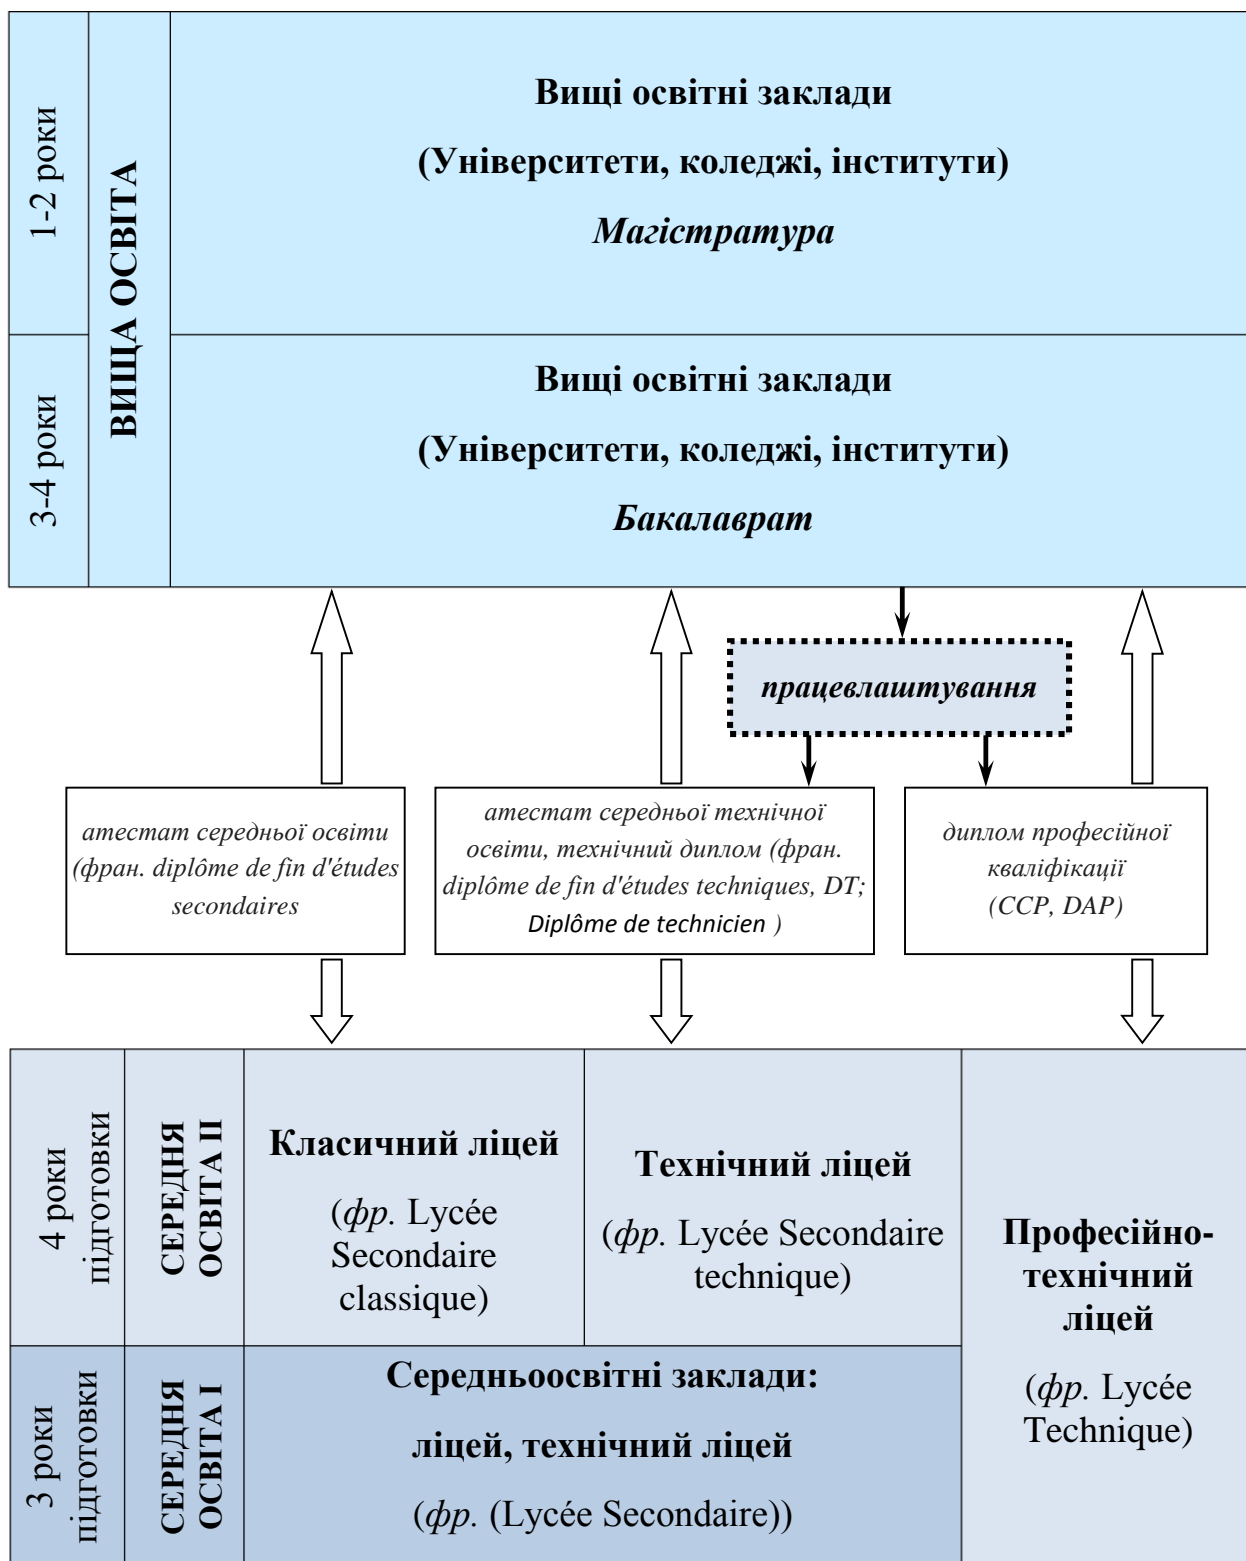 1-2 роки
ВИЩА ОСВІТА
Вищі освітні заклади
(Університети, коледжі, інститути)
Магістратура
3-4 роки
Вищі освітні заклади
(Університети, коледжі, інститути)
Бакалаврат
працевлаштування
атестат середньої освіти
(фран. diplôme de fin d'études
secondaires
атестат середньої технічної
освіти, технічний диплом (фран.
diplôme de fin d'études techniques, DT;
Diplôme de technicien )
диплом професійної
кваліфікації
(CCP, DAP)
4 роки
підготовки
СЕРЕДНЯ
ОСВІТА ІІ
Класичний ліцей
(фр. Lycée
Secondaire
classique)
Технічний ліцей
(фр. Lycée Secondaire
technique)
Професійно-
технічний
ліцей
(фр. Lycée
Technique)
3 роки
підготовки
СЕРЕДНЯ
ОСВІТА І
Середньоосвітні заклади:
ліцей, технічний ліцей
(фр. (Lycée Secondaire))